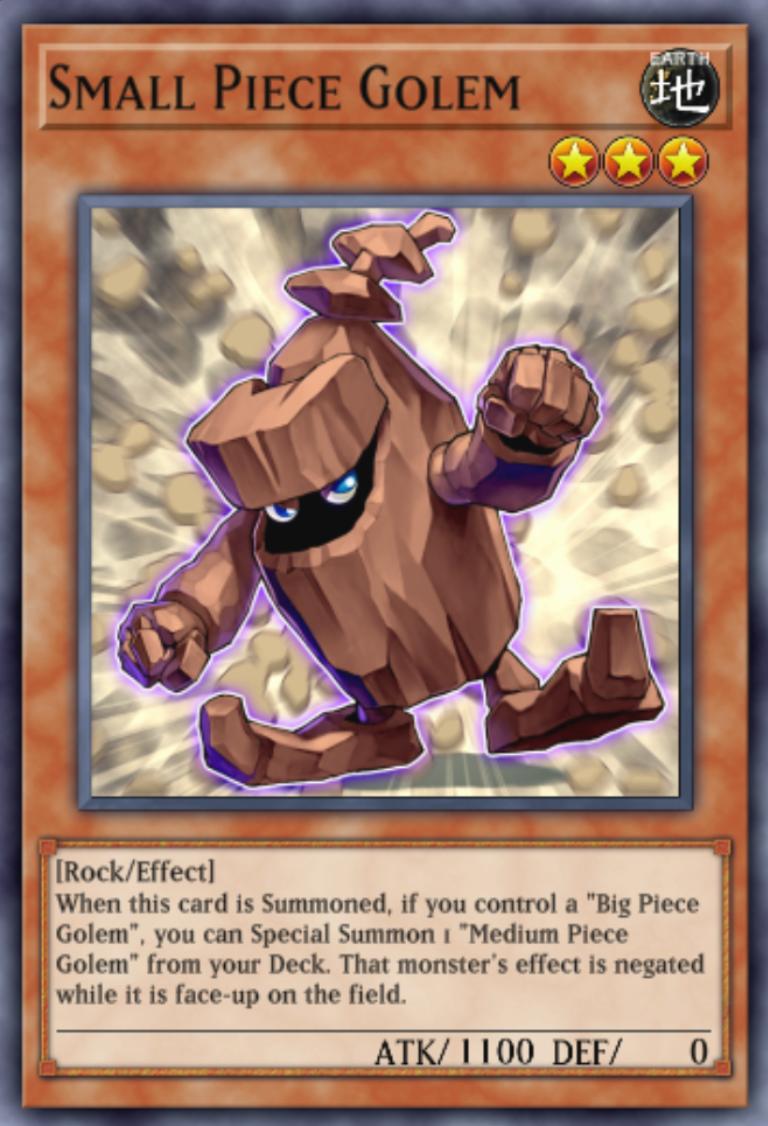 Small Piece Golem
EARTH
地
[Rock/Effect]
When this card is Summoned, if you control a "Big Piece
Golem", you can Special Summon 1 "Medium Piece
Golem" from your Deck. That monster's effect is negated
while it is face-up on the field.
ATK/ 1100 DEF/ 0